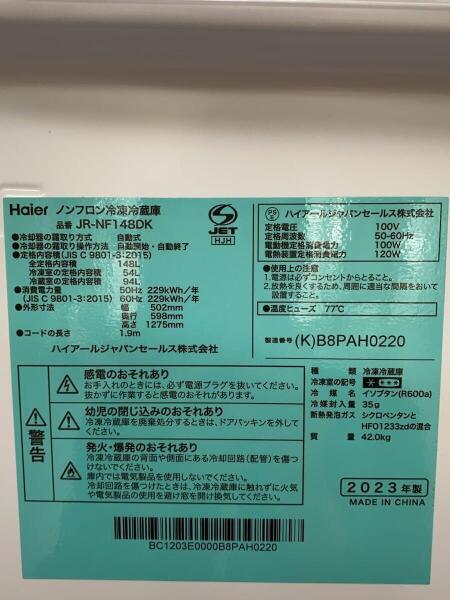 Haier ノンフロン冷凍冷蔵庫
品番 JR-NF148DK
●冷却器の霜取り方式 自動式
●冷却器の霜取り操作方法 自動開始・自動終了
●定格内容積(JIS C 9801-3:2015)
全定格内容積 148L
冷凍室の定格内容積 54L
冷蔵室の定格内容積 94L
●消費電力量 50Hz 229kWh/年
(JIS C 9801-3:2015) 60Hz 229kWh/年
●外形寸法 幅 502mm
奥行 598mm
高さ 1275mm
●コードの長さ 1.9m
ハイアールジャパンセールス株式会社
S
JET
HJH
PS
E
ハイアールジャパンセールス株式会社
定格電圧 100V
定格周波数 50-60Hz
電動機定格消費電力 100W
電熱装置定格消費電力 120W
●使用上の注意
1.電源は必ずコンセントからとること。
2.放熱を良くするため、周囲に適当な間隔をおいて
設置すること。
●温度ヒューズ 77℃
製造番号 (K)B8PAH0220
警告
感電のおそれあり
お手入れのときには、必ず電源プラグを抜いてください。
抜かずに作業すると感電することがあります。
幼児の閉じ込みのおそれあり
冷凍冷蔵庫を廃棄処分するときは、ドアパッキンを外して
ください。
発火・爆発のおそれあり
冷凍冷蔵庫の背面や側面にある冷却回路(配管)を傷つ
けないでください。
庫内では電気製品を使用しないでください。
冷却回路を傷つけたときは、冷凍冷蔵庫に触れずに火気
や電気製品の使用を避け窓を開け換気してください。
種類 冷凍冷蔵庫
冷凍室の記号 ****
冷媒 イソブタン(R600a)
冷媒封入量 35g
断熱発泡ガス シクロペンタンと
HFO1233zdの混合
質量 42.0kg
2023年製
MADE IN CHINA
BC1203E0000B8PAH0220